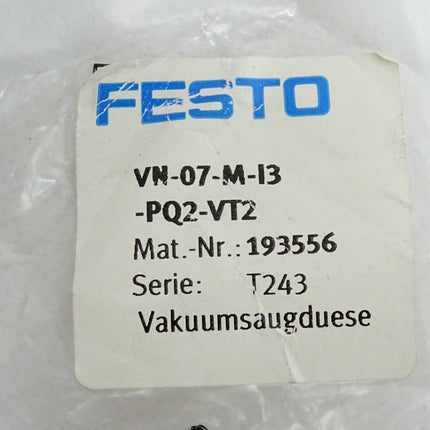 FESTO
VN-07-M-I3
-PQ2-VT2
Mat.-Nr.: 193556
Serie: T243
Vakuumsaugduese